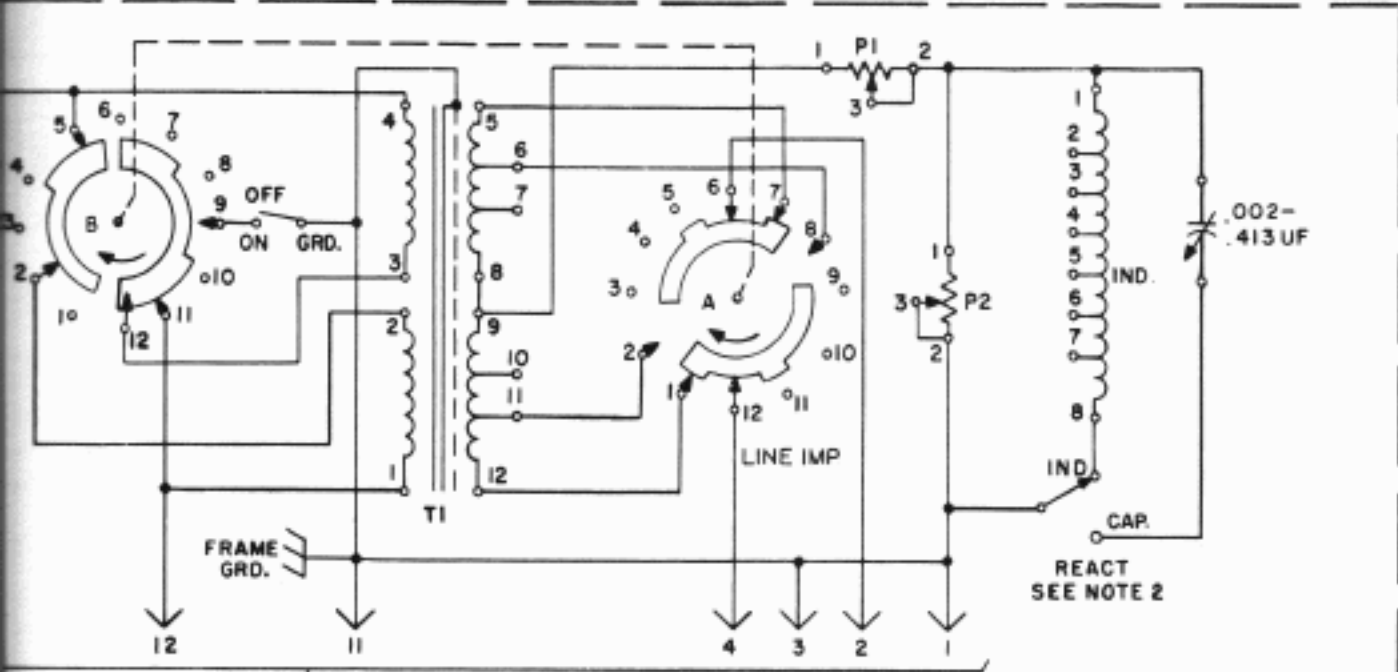 1 P1 2
3
5 6 7
4 8
OFF
3 B 9
ON GRD.
2 10
1 12 11
4
3
2
1
T1
5
6
7
8
9
10
11
12
6 7
5 8
4
3 A 9
2 10
1 12 11
LINE IMP
1
3 P2
2
1
2
3
4
5
IND.
6
7
8
.002-
.413UF
IND
CAP.
REACT
SEE NOTE 2
FRAME
GRD.
12 11 4 3 2 1